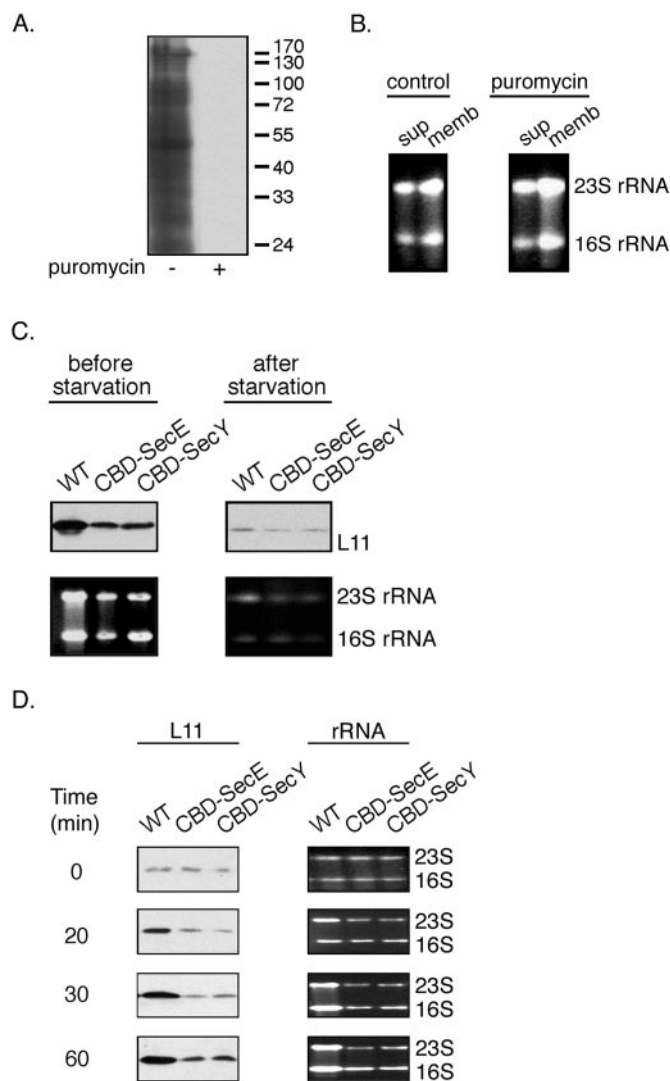 A.
170
130
100
72
55
40
33
24
puromycin - +
B.
control puromycin
sup memb sup memb
23S rRNA
16S rRNA
C.
before starvation
after starvation
WT CBD-SecE CBD-SecY
WT CBD-SecE CBD-SecY
L11
23S rRNA
16S rRNA
D.
L11 rRNA
Time (min)
WT CBD-SecE CBD-SecY
WT CBD-SecE CBD-SecY
0 23S
16S
20 23S
16S
30 23S
16S
60 23S
16S